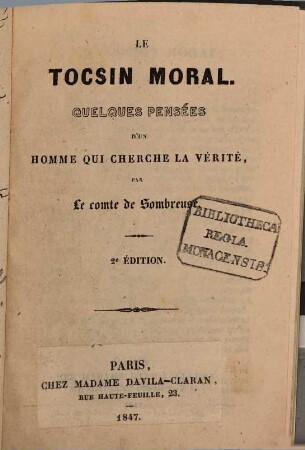 LE
TOCSIN MORAL.
QUELQUES PENSÉES
D'UN
HOMME QUI CHERCHE LA VÉRITÉ,
PAR
Le comte de Sombreuse.
2e ÉDITION.
BIBLIOTHECA
REGIA
MONACENSIS.
PARIS,
CHEZ MADAME DAVILA-CLARAN,
RUE HAUTE-FEUILLE, 23.
1847.